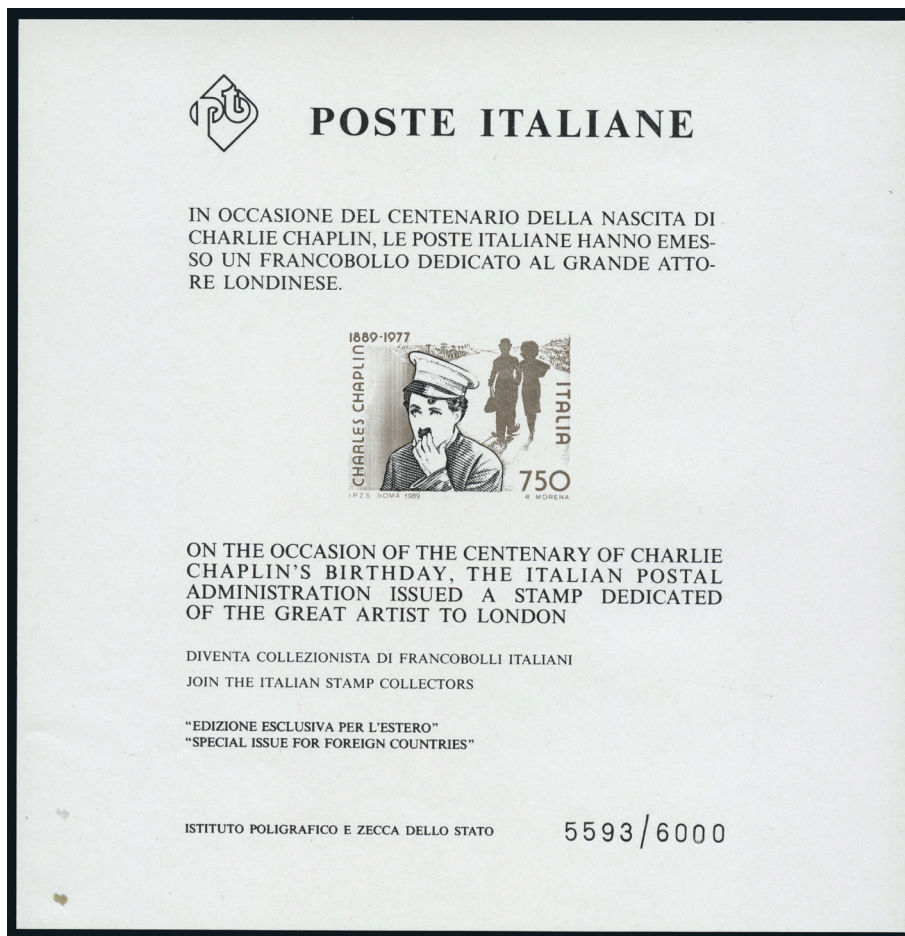 pt
POSTE ITALIANE
IN OCCASIONE DEL CENTENARIO DELLA NASCITA DI
CHARLIE CHAPLIN, LE POSTE ITALIANE HANNO EMES-
SO UN FRANCOBOLLO DEDICATO AL GRANDE ATTO-
RE LONDINESE.
1889-1977
CHARLES CHAPLIN
ITALIA
750
I.P.Z.S. ROMA 1989
R MORENA
ON THE OCCASION OF THE CENTENARY OF CHARLIE
CHAPLIN'S BIRTHDAY, THE ITALIAN POSTAL
ADMINISTRATION ISSUED A STAMP DEDICATED
OF THE GREAT ARTIST TO LONDON
DIVENTA COLLEZIONISTA DI FRANCOBOLLI ITALIANI
JOIN THE ITALIAN STAMP COLLECTORS
“EDIZIONE ESCLUSIVA PER L'ESTERO”
“SPECIAL ISSUE FOR FOREIGN COUNTRIES”
ISTITUTO POLIGRAFICO E ZECCA DELLO STATO
5593/6000